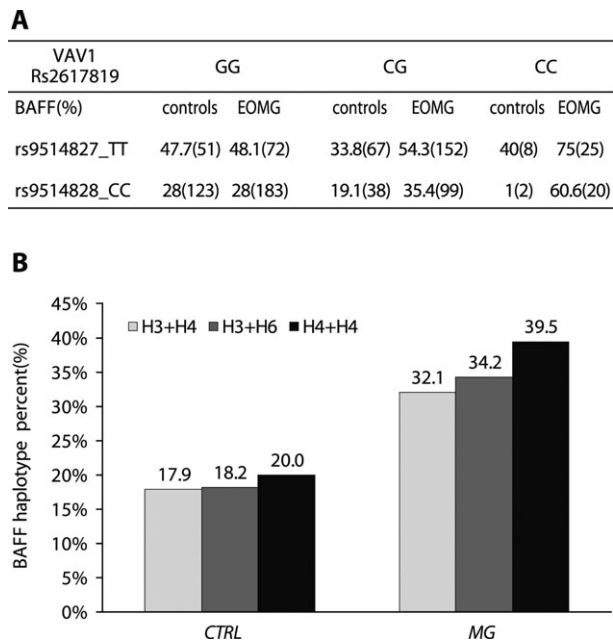 A
VAV1
Rs2617819 GG CG CC
BAFF(%) controls EOMG controls EOMG controls EOMG
rs9514827_TT 47.7(51) 48.1(72) 33.8(67) 54.3(152) 40(8) 75(25)
rs9514828_CC 28(123) 28(183) 19.1(38) 35.4(99) 1(2) 60.6(20)
B
BAFF haplotype percent(%)
45%
40%
35%
30%
25%
20%
15%
10%
5%
0%
H3+H4 H3+H6 H4+H4
17.9 18.2 20.0
32.1 34.2 39.5
CTRL MG